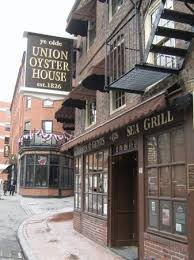 ye olde
UNION
OYSTER
HOUSE
EST. 1826
SEA GRILL